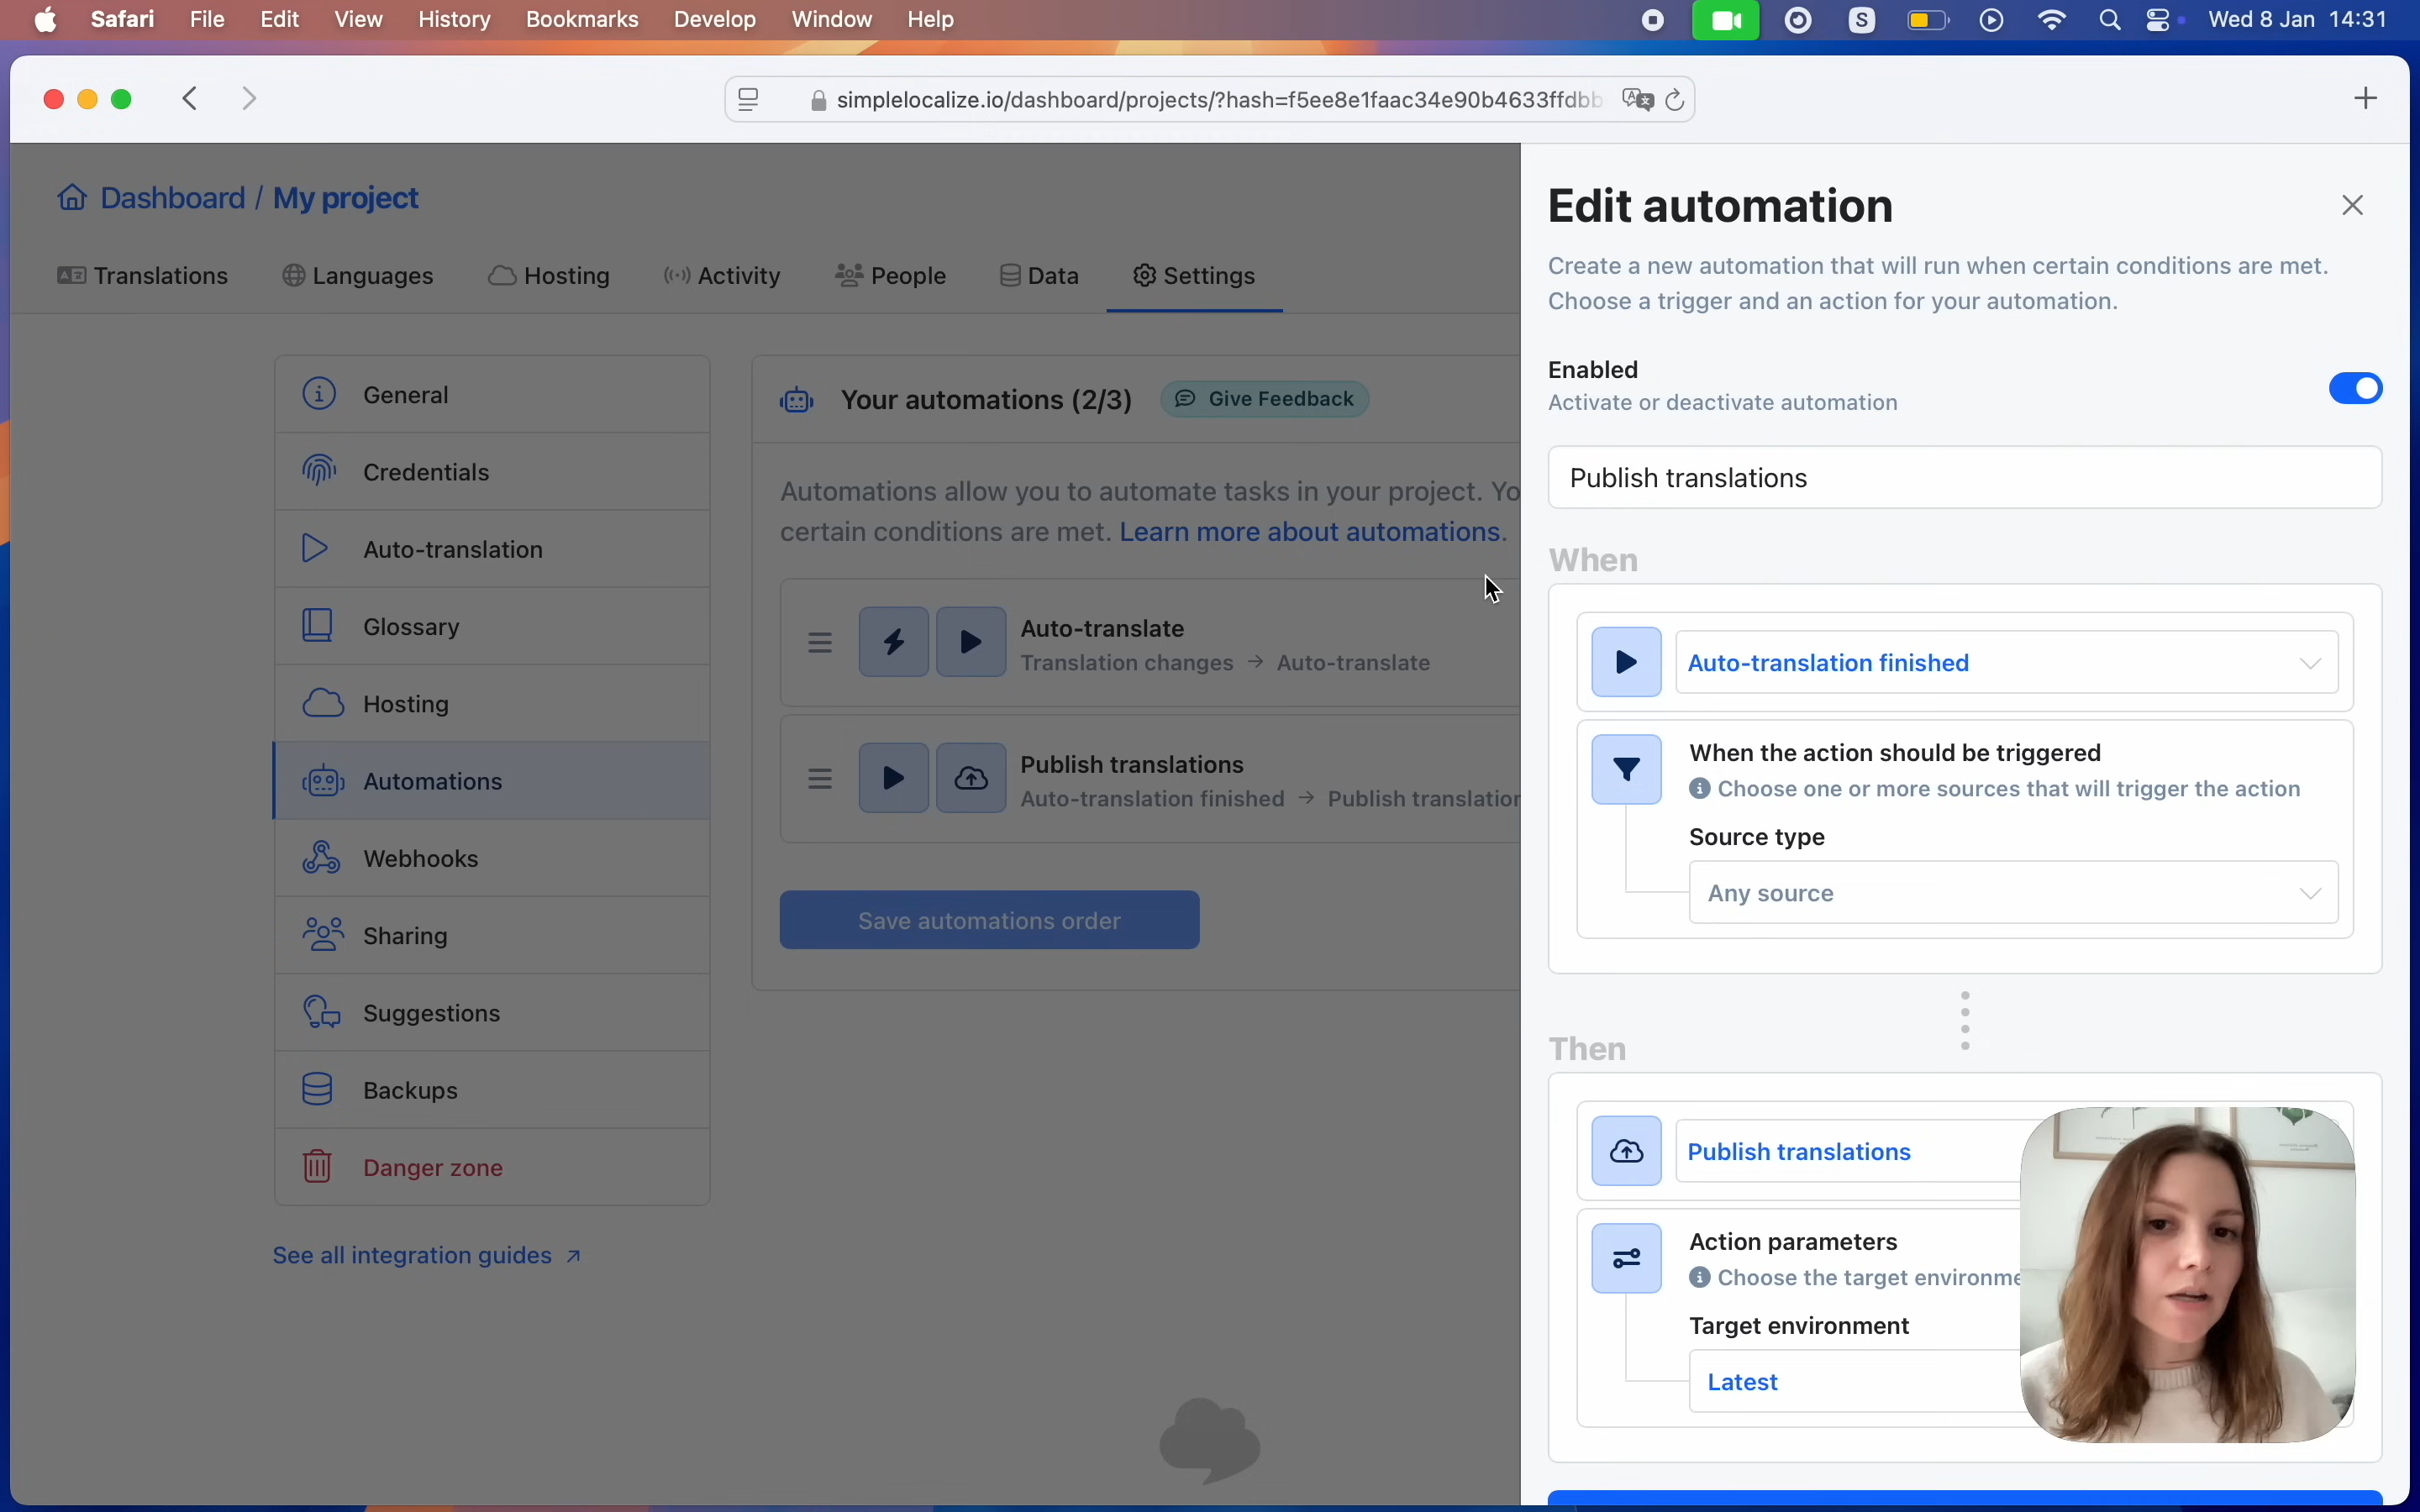 Safari File Edit View History Bookmarks Develop Window Help
S
Wed 8 Jan 14:31
simplelocalize.io/dashboard/projects/?hash=f5ee8e1faac34e90b4633ffdbb
Dashboard / My project
Translations Languages Hosting Activity People Data Settings
General
Credentials
Auto-translation
Glossary
Hosting
Automations
Webhooks
Sharing
Suggestions
Backups
Danger zone
See all integration guides
Your automations (2/3)
Give Feedback
Automations allow you to automate tasks in your project. Yo
certain conditions are met. Learn more about automations.
Auto-translate
Translation changes → Auto-translate
Publish translations
Auto-translation finished → Publish translation
Save automations order
Edit automation
Create a new automation that will run when certain conditions are met.
Choose a trigger and an action for your automation.
Enabled
Activate or deactivate automation
Publish translations
When
Auto-translation finished
When the action should be triggered
Choose one or more sources that will trigger the action
Source type
Any source
Then
Publish translations
Action parameters
Choose the target environme
Target environment
Latest